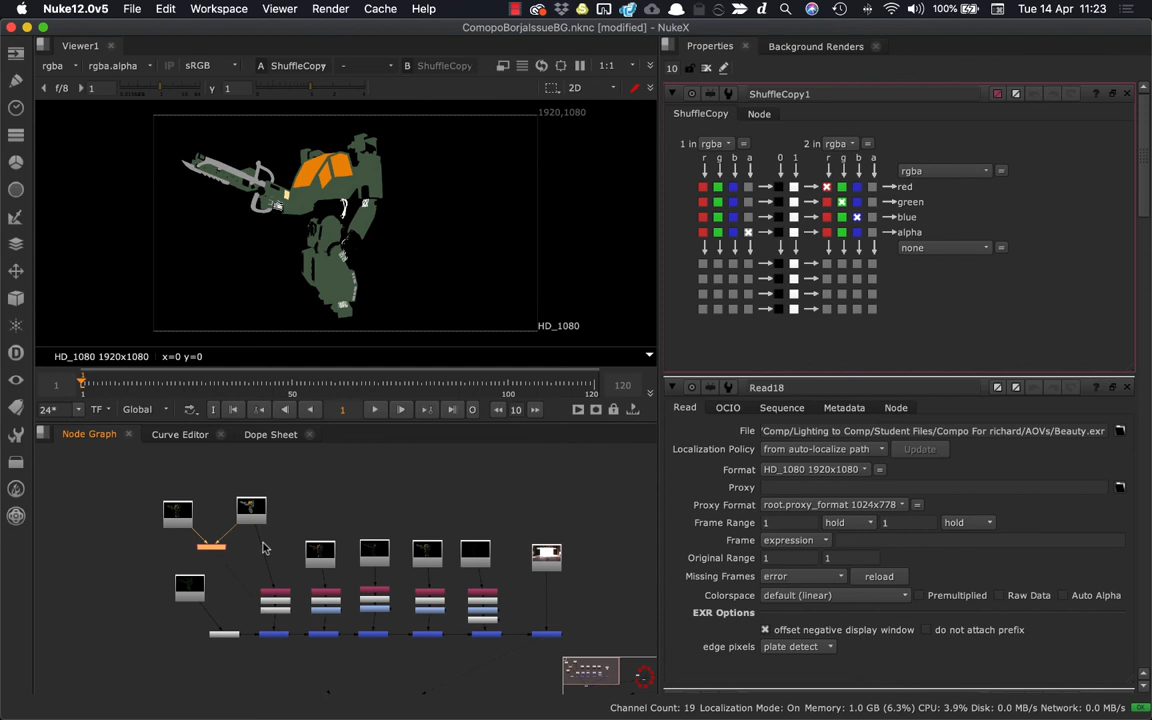 Nuke12.0v5 File Edit Workspace Viewer Render Cache Help 100% Tue 14 Apr 11:23
ComopoBorjaIssueBG.nknc [modified] - NukeX
Viewer1
Properties Background Renders
rgba rgba.alpha IP sRGB A ShuffleCopy - B ShuffleCopy 1:1
10
f/8 1 y 1 2D
ShuffleCopy1
ShuffleCopy Node
1920,1080
1 in rgba = 2 in rgba =
r g b a 0 1 r g b a
rgba =
red
green
blue
alpha
none =
HD_1080
HD_1080 1920x1080 x=0 y=0
1 1 50 120 120
24* TF Global I 1 O 10
Read18
Read OCIO Sequence Metadata Node
Node Graph Curve Editor Dope Sheet
File 'Comp/Lighting to Comp/Student Files/Compo For richard/AOVs/Beauty.exr
Localization Policy from auto-localize path Update
Format HD_1080 1920x1080 =
Proxy
Proxy Format root.proxy_format 1024x778 =
Frame Range 1 hold 1 hold
Frame expression
Original Range 1 1
Missing Frames error reload
Colorspace default (linear) Premultiplied Raw Data Auto Alpha
EXR Options
offset negative display window do not attach prefix
edge pixels plate detect
Channel Count: 19 Localization Mode: On Memory: 1.0 GB (6.3%) CPU: 3.9% Disk: 0.0 MB/s Network: 0.0 MB/s OK